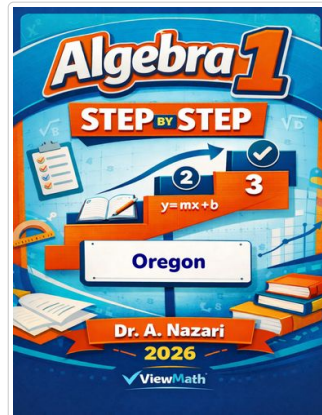 Algebra 1
STEP BY STEP
2
3
y=mx+b
Oregon
Dr. A. Nazari
2026
ViewMath